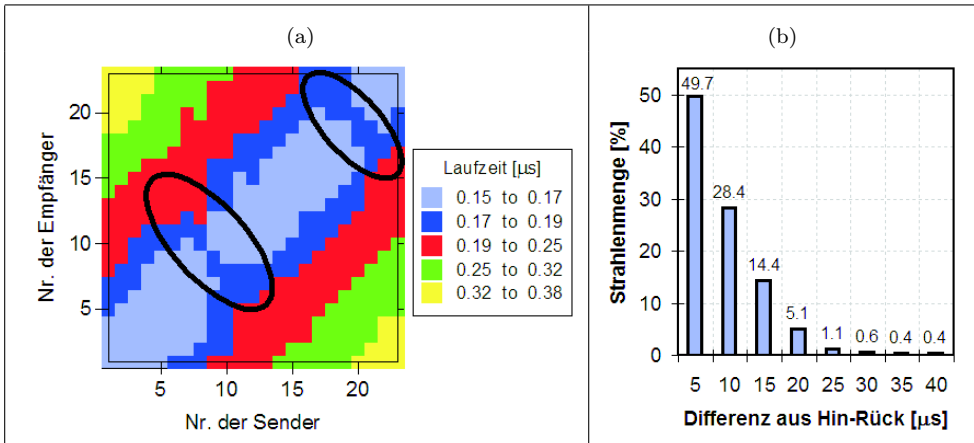 (a)
20
15
10
5
Nr. der Empfänger
5 10 15 20
Nr. der Sender
Laufzeit [µs]
0.15 to 0.17
0.17 to 0.19
0.19 to 0.25
0.25 to 0.32
0.32 to 0.38
(b)
Strahlenmenge [%]
50
40
30
20
10
0
49.7
28.4
14.4
5.1
1.1
0.6
0.4
0.4
5 10 15 20 25 30 35 40
Differenz aus Hin-Rück [µs]